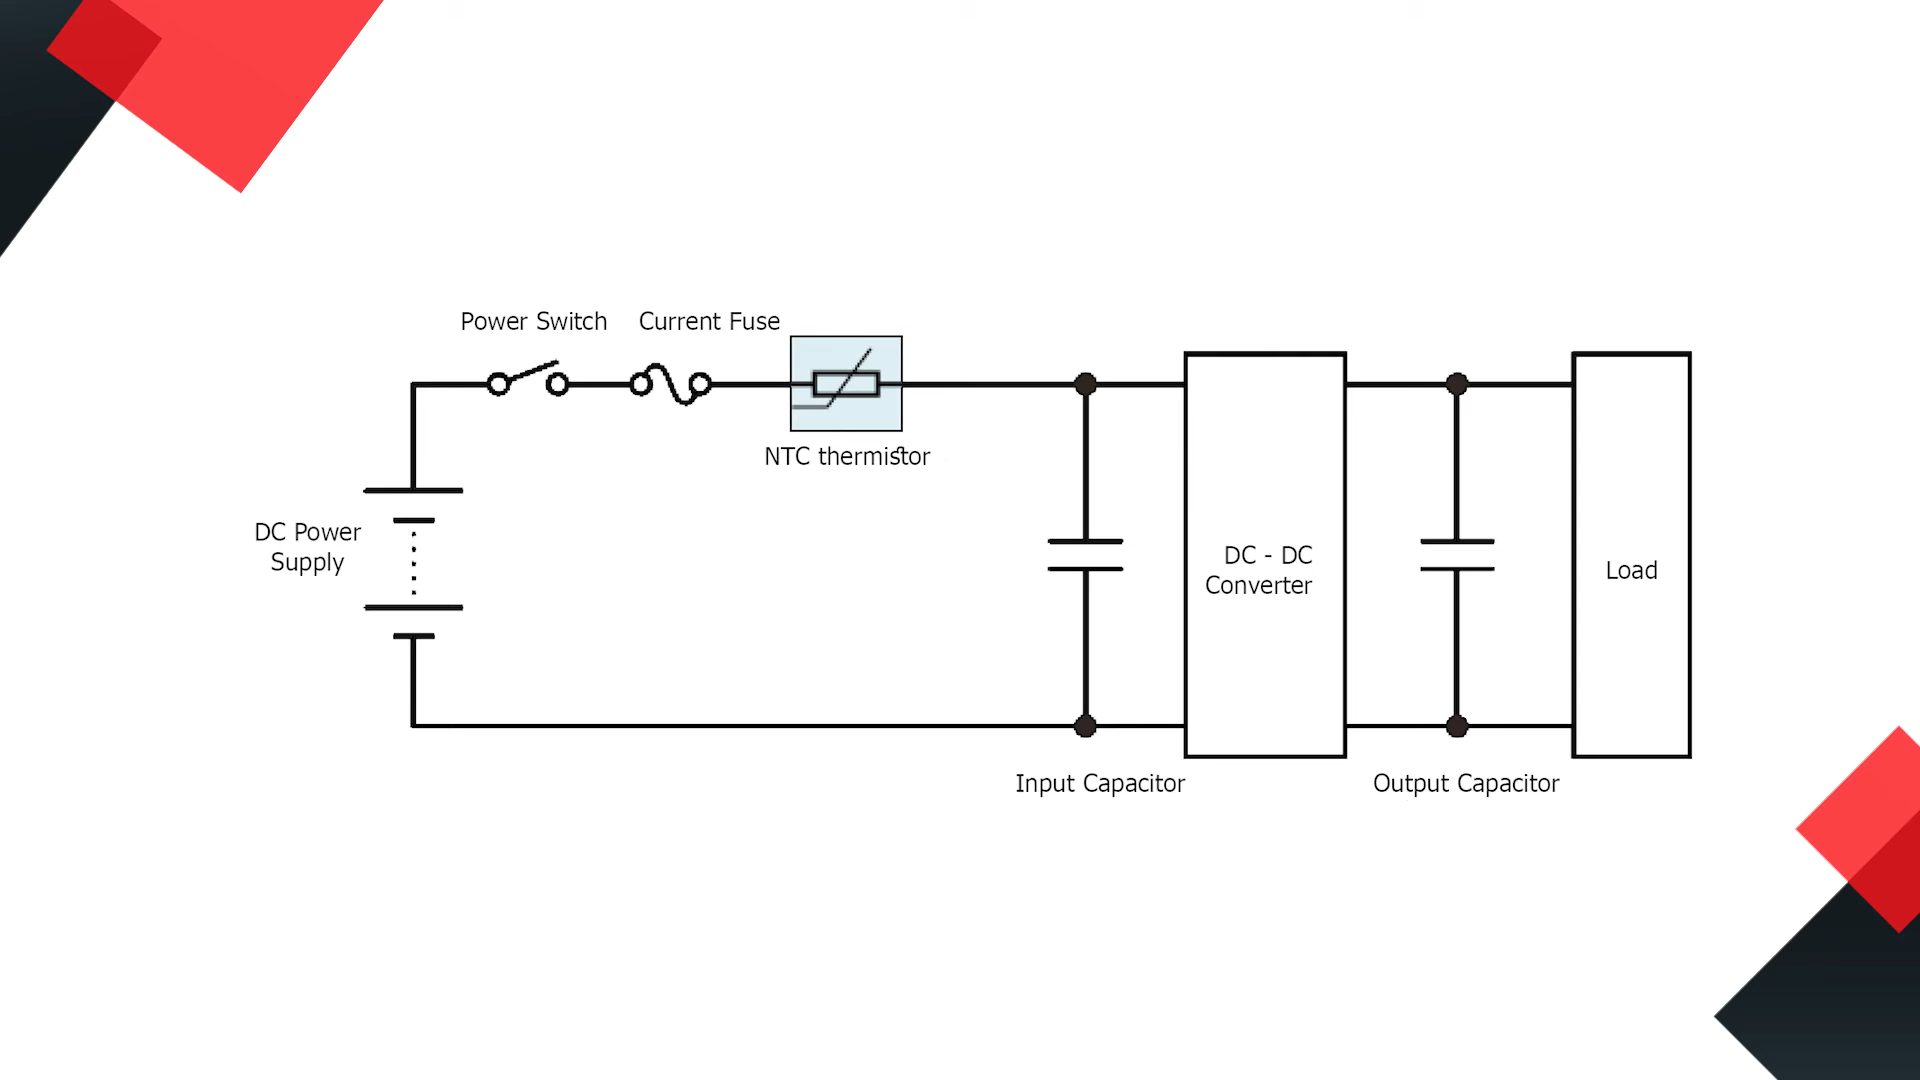 Power Switch
Current Fuse
NTC thermistor
DC Power
Supply
DC - DC
Converter
Load
Input Capacitor
Output Capacitor